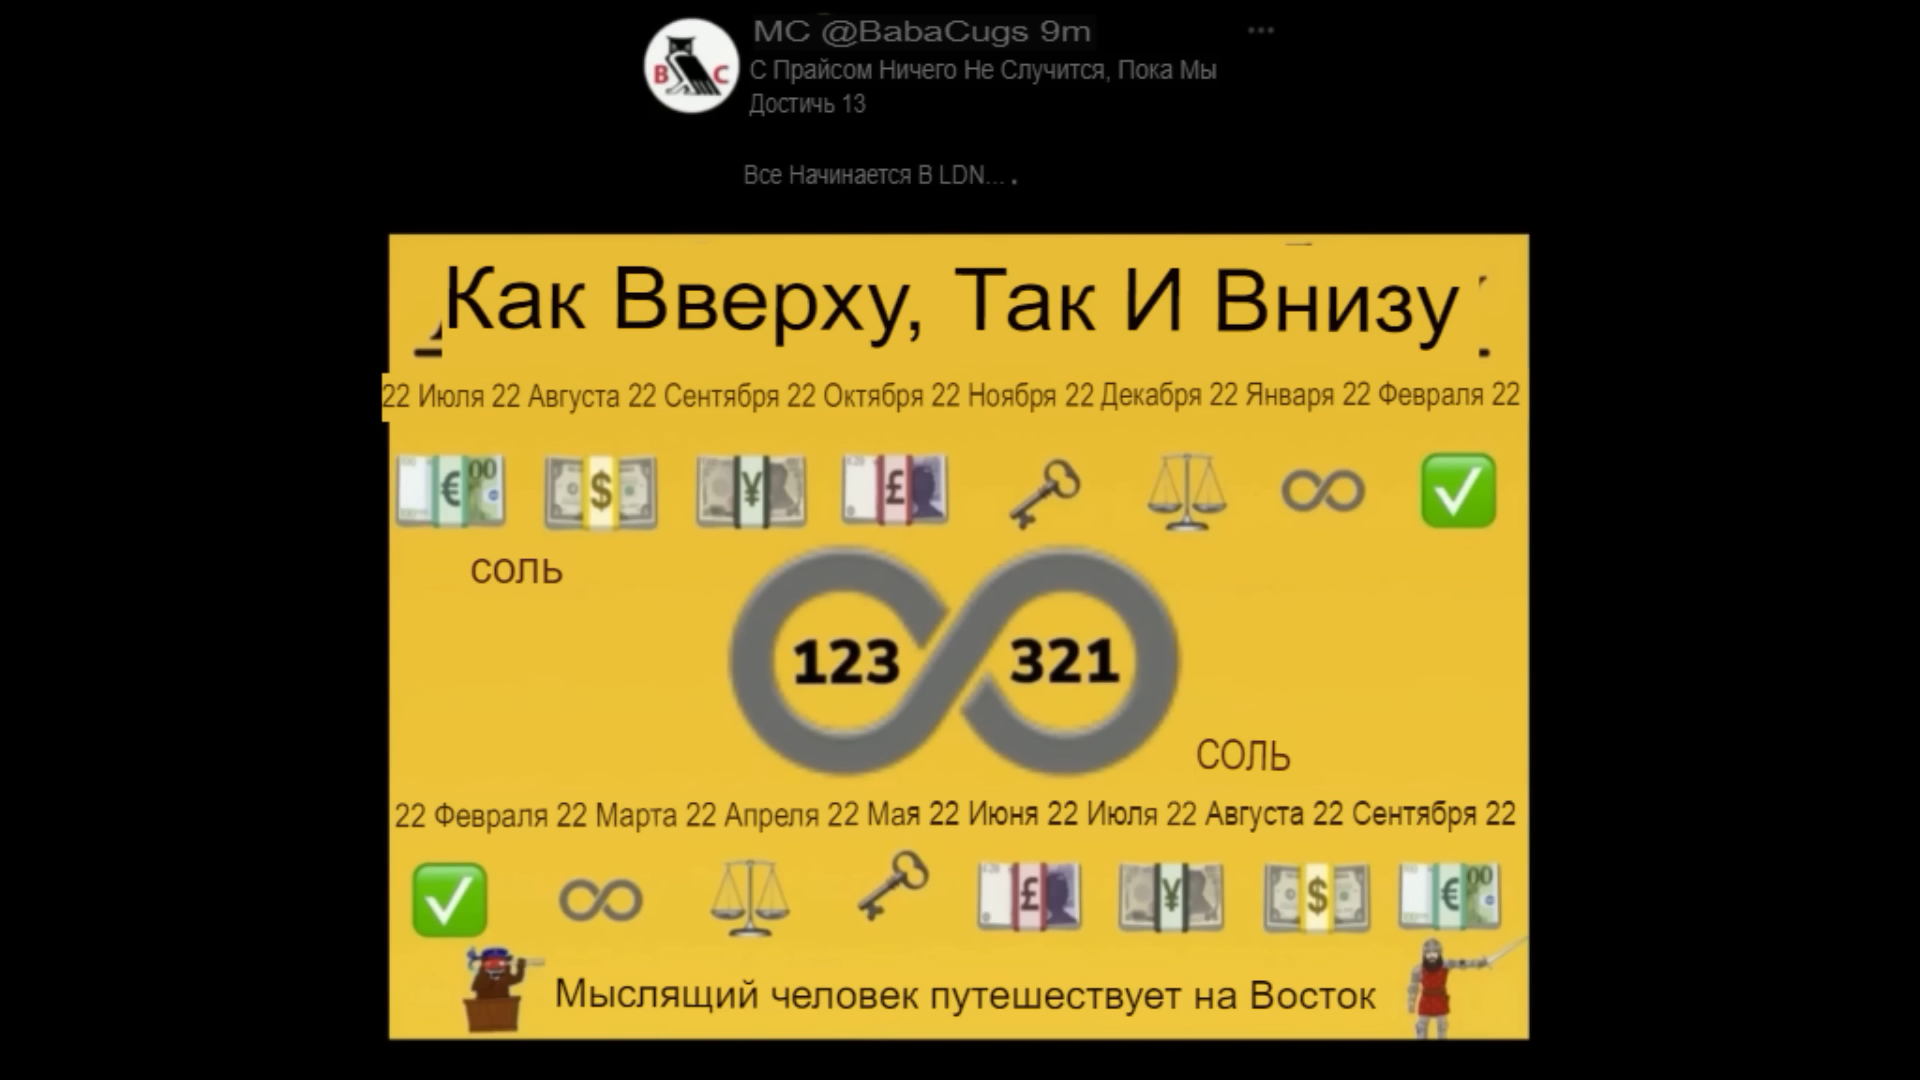 MC @BabaCugs 9m
B C
С Прайсом Ничего Не Случится, Пока Мы
Достичь 13
Все Начинается В LDN... .
Как Вверху, Так И Внизу
22 Июля 22 Августа 22 Сентября 22 Октября 22 Ноября 22 Декабря 22 Января 22 Февраля 22
€ 00 $ ¥ £
соль
123 321
СОЛЬ
22 Февраля 22 Марта 22 Апреля 22 Мая 22 Июня 22 Июля 22 Августа 22 Сентября 22
£ ¥ $ € 00
Мыслящий человек путешествует на Восток